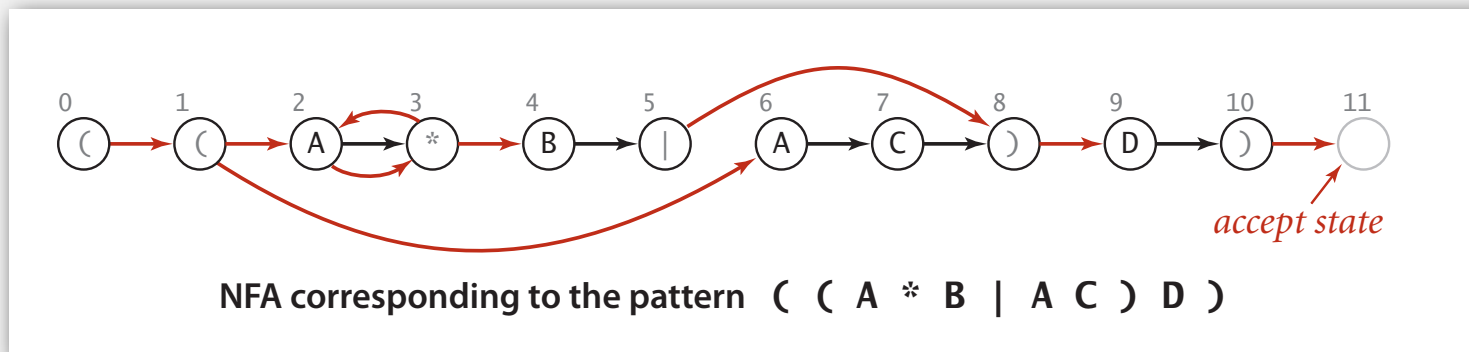 0 1 2 3 4 5 6 7 8 9 10 11
( ( A * B | A C ) D )
accept state
NFA corresponding to the pattern ( ( A * B | A C ) D )